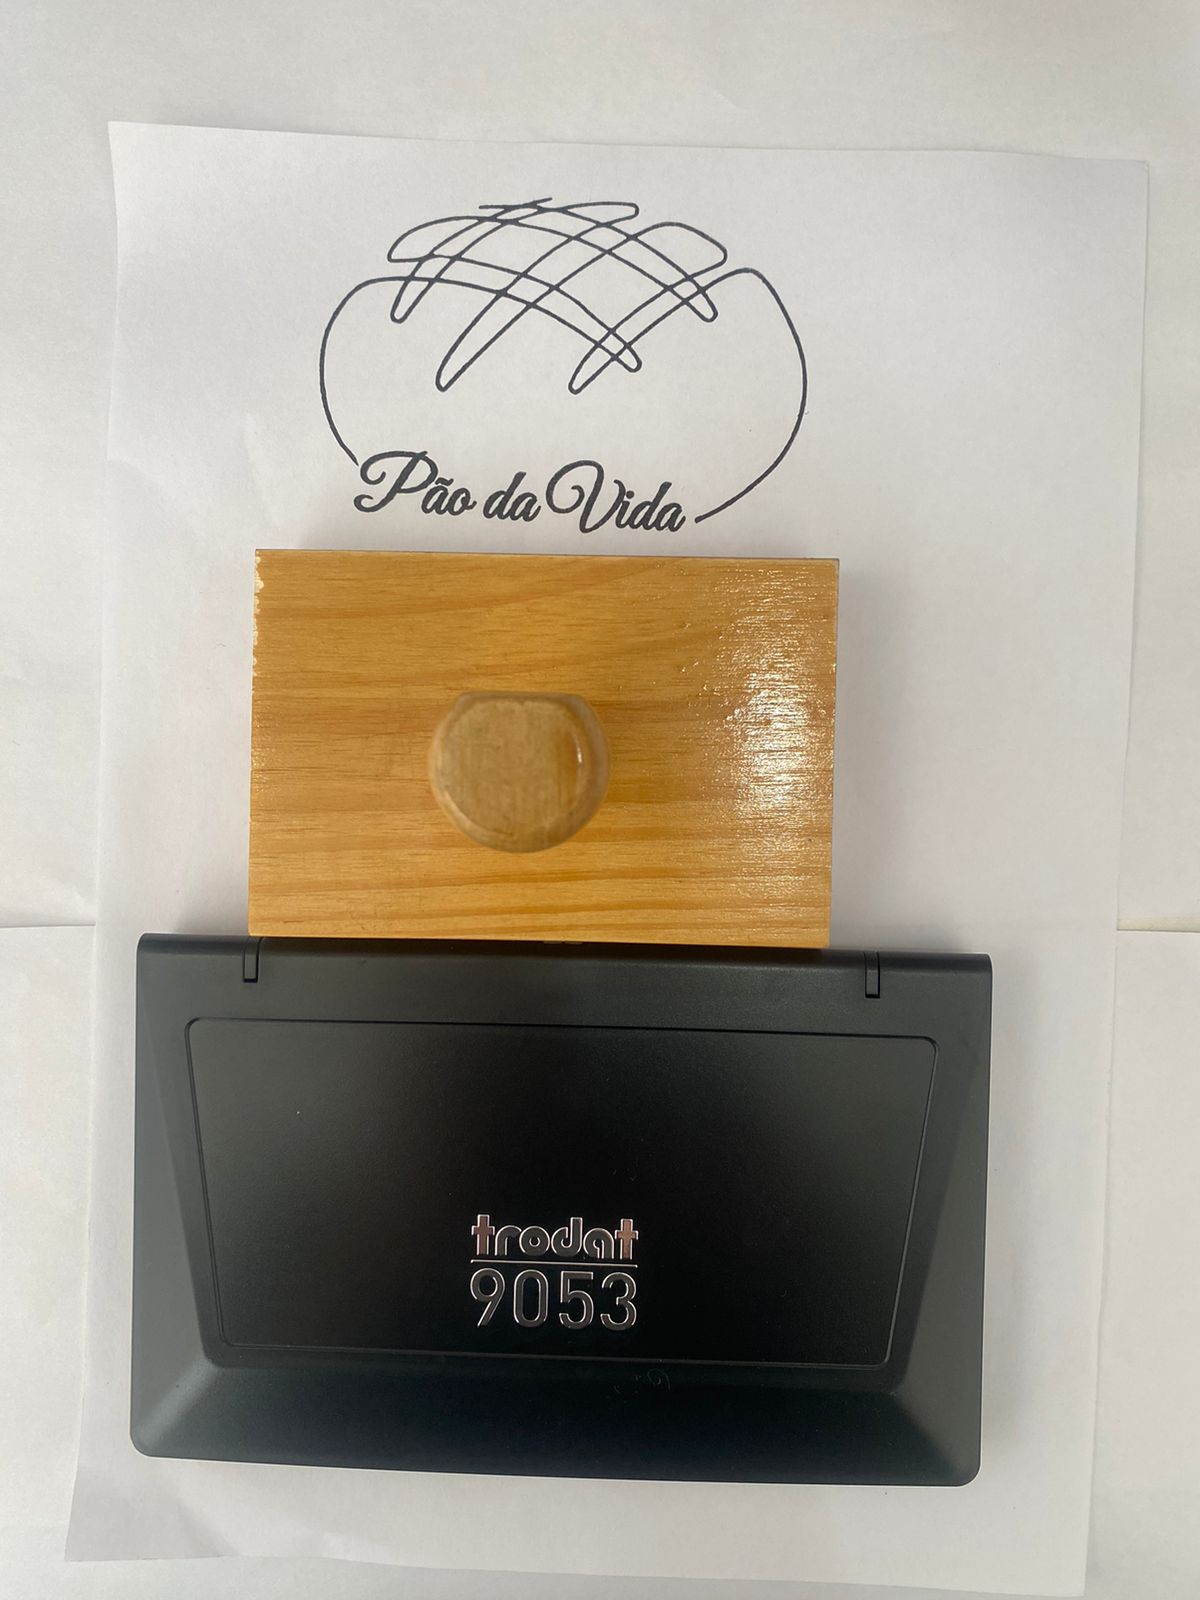 Pão da Vida
trodat
9053